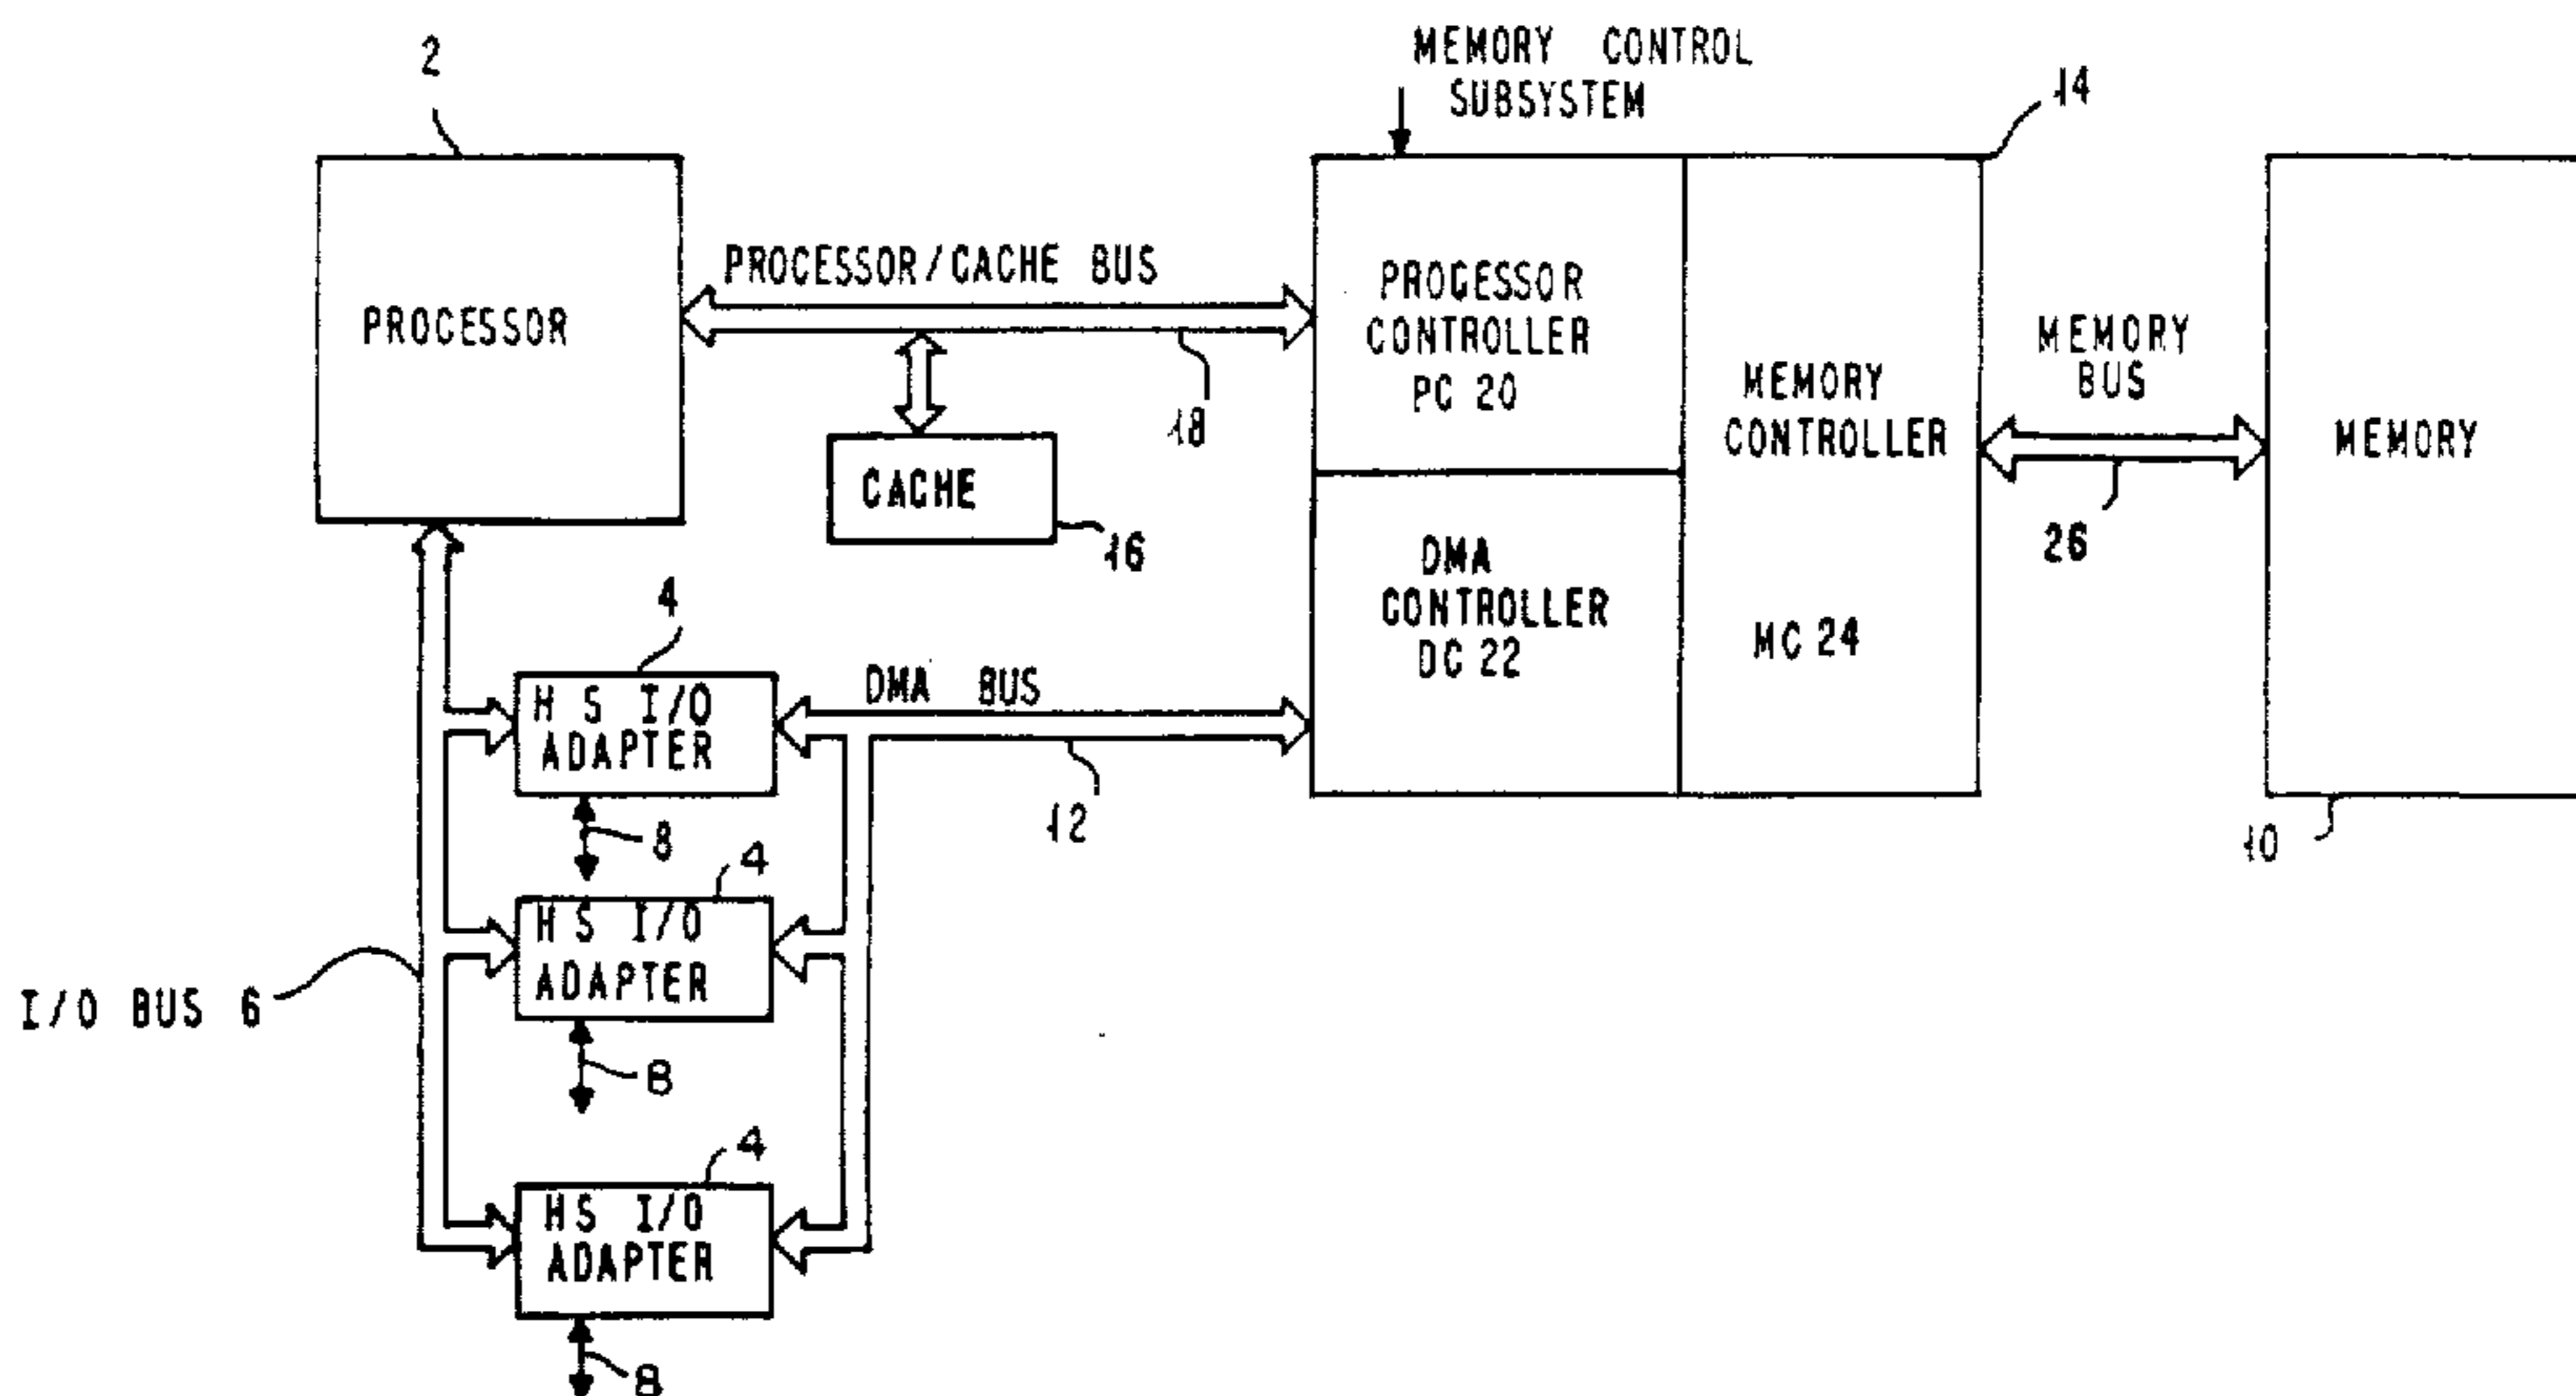 2
MEMORY CONTROL
SUBSYSTEM
14
PROCESSOR
PROCESSOR/CACHE BUS
18
CACHE
16
PROCESSOR
CONTROLLER
PC 20
MEMORY
CONTROLLER
MC 24
DMA
CONTROLLER
DC 22
MEMORY
BUS
26
MEMORY
10
4
H S I/O
ADAPTER
8
DMA BUS
12
4
H S I/O
ADAPTER
8
I/O BUS 6
4
HS I/O
ADAPTER
8